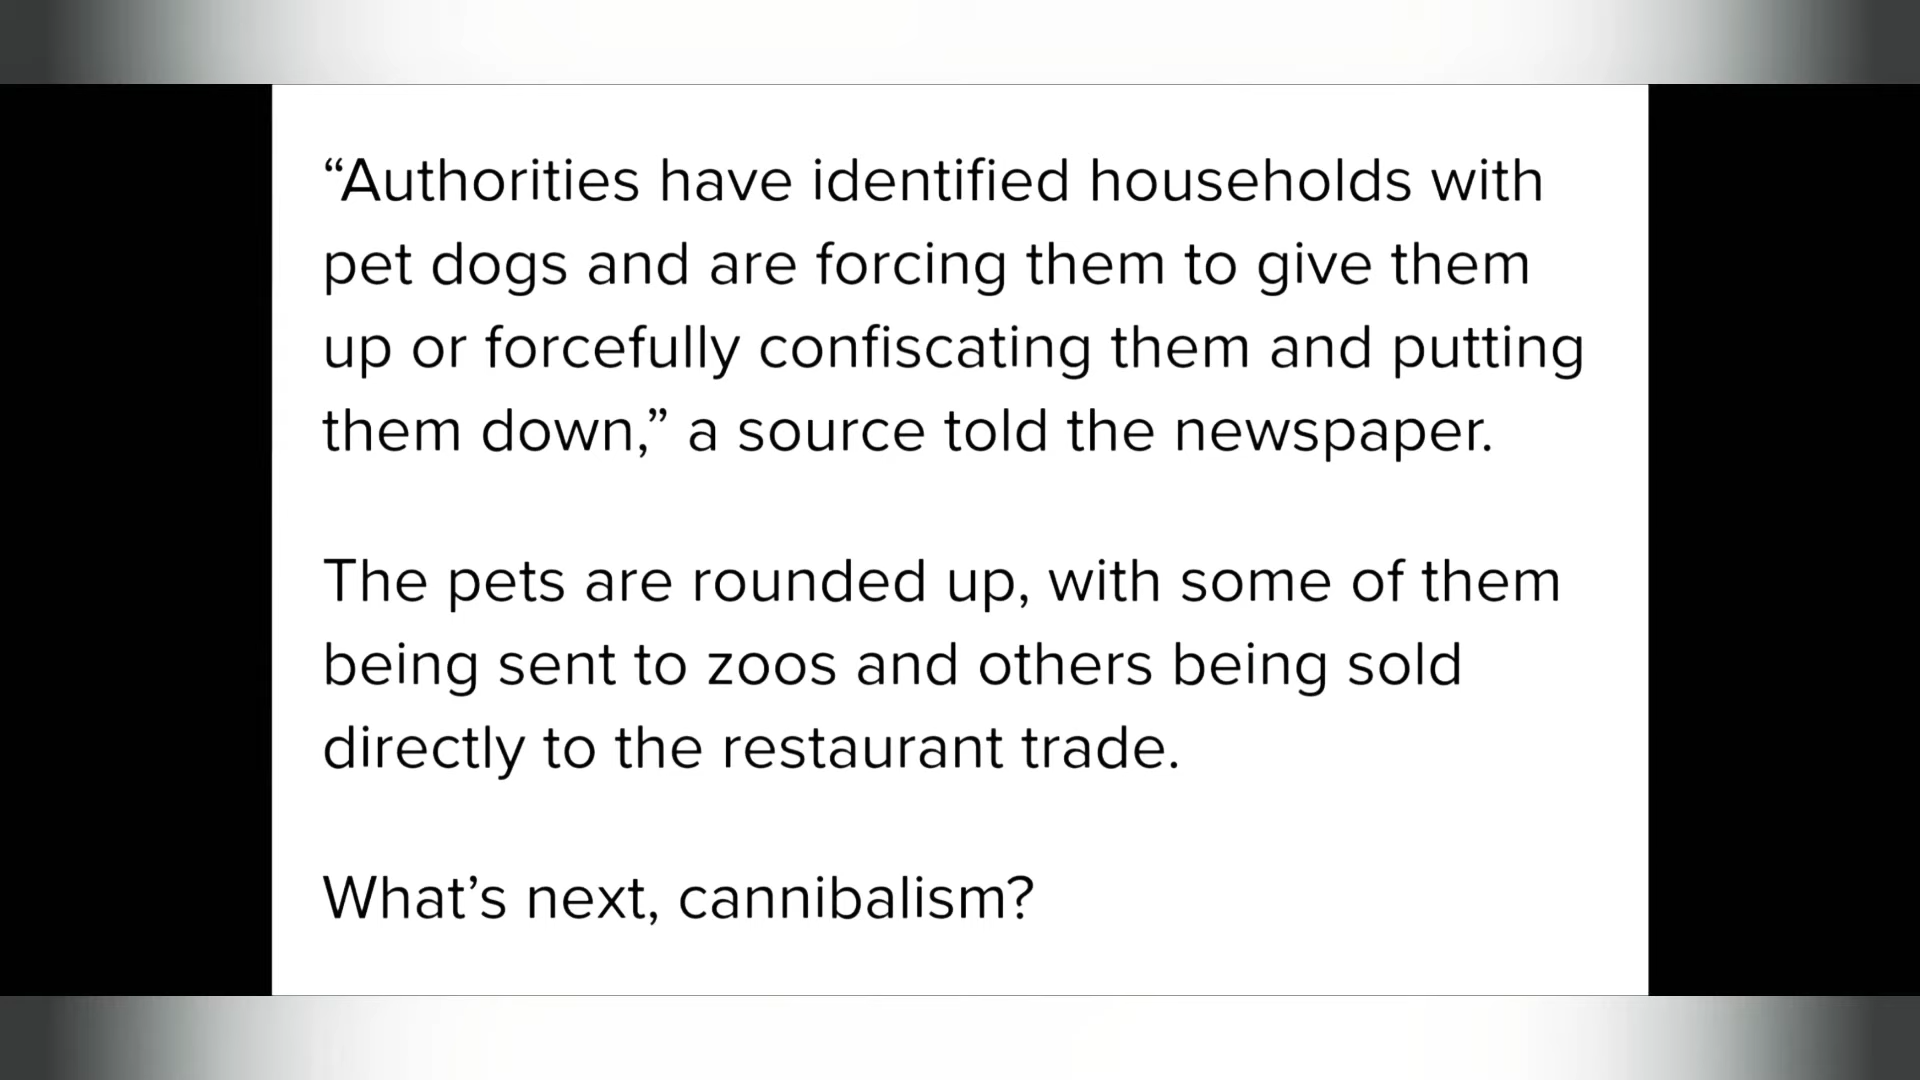 “Authorities have identified households with
pet dogs and are forcing them to give them
up or forcefully confiscating them and putting
them down,” a source told the newspaper.
The pets are rounded up, with some of them
being sent to zoos and others being sold
directly to the restaurant trade.
What’s next, cannibalism?